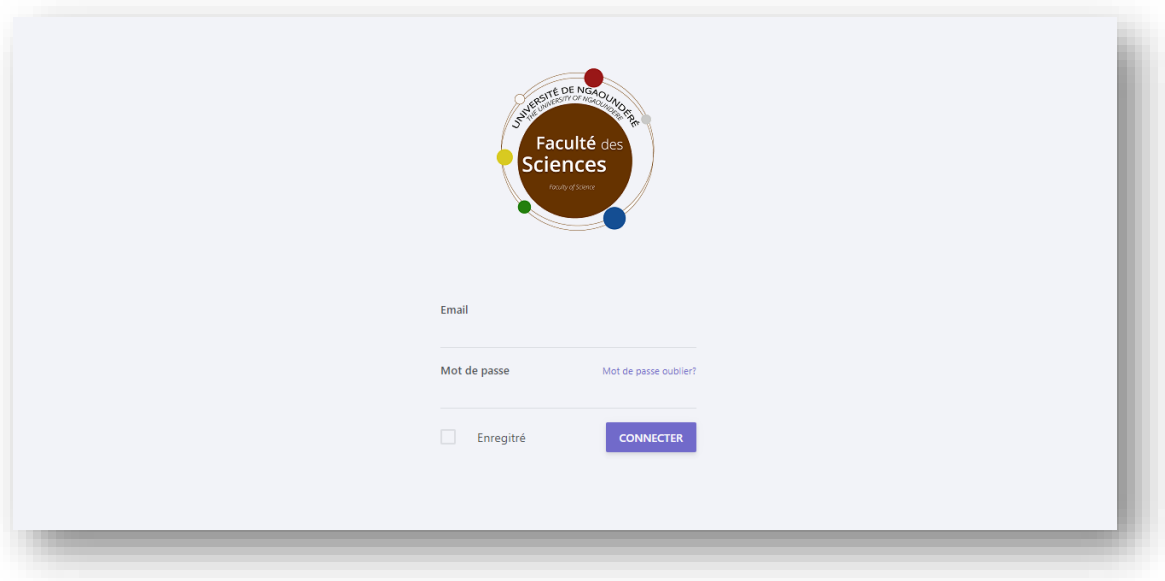 UNIVERSITÉ DE NGAOUNDÉRÉ
THE UNIVERSITY OF NGAOUNDERE
Faculté des
Sciences
Faculty of Science
Email
Mot de passe
Mot de passe oublier?
Enregitré
CONNECTER